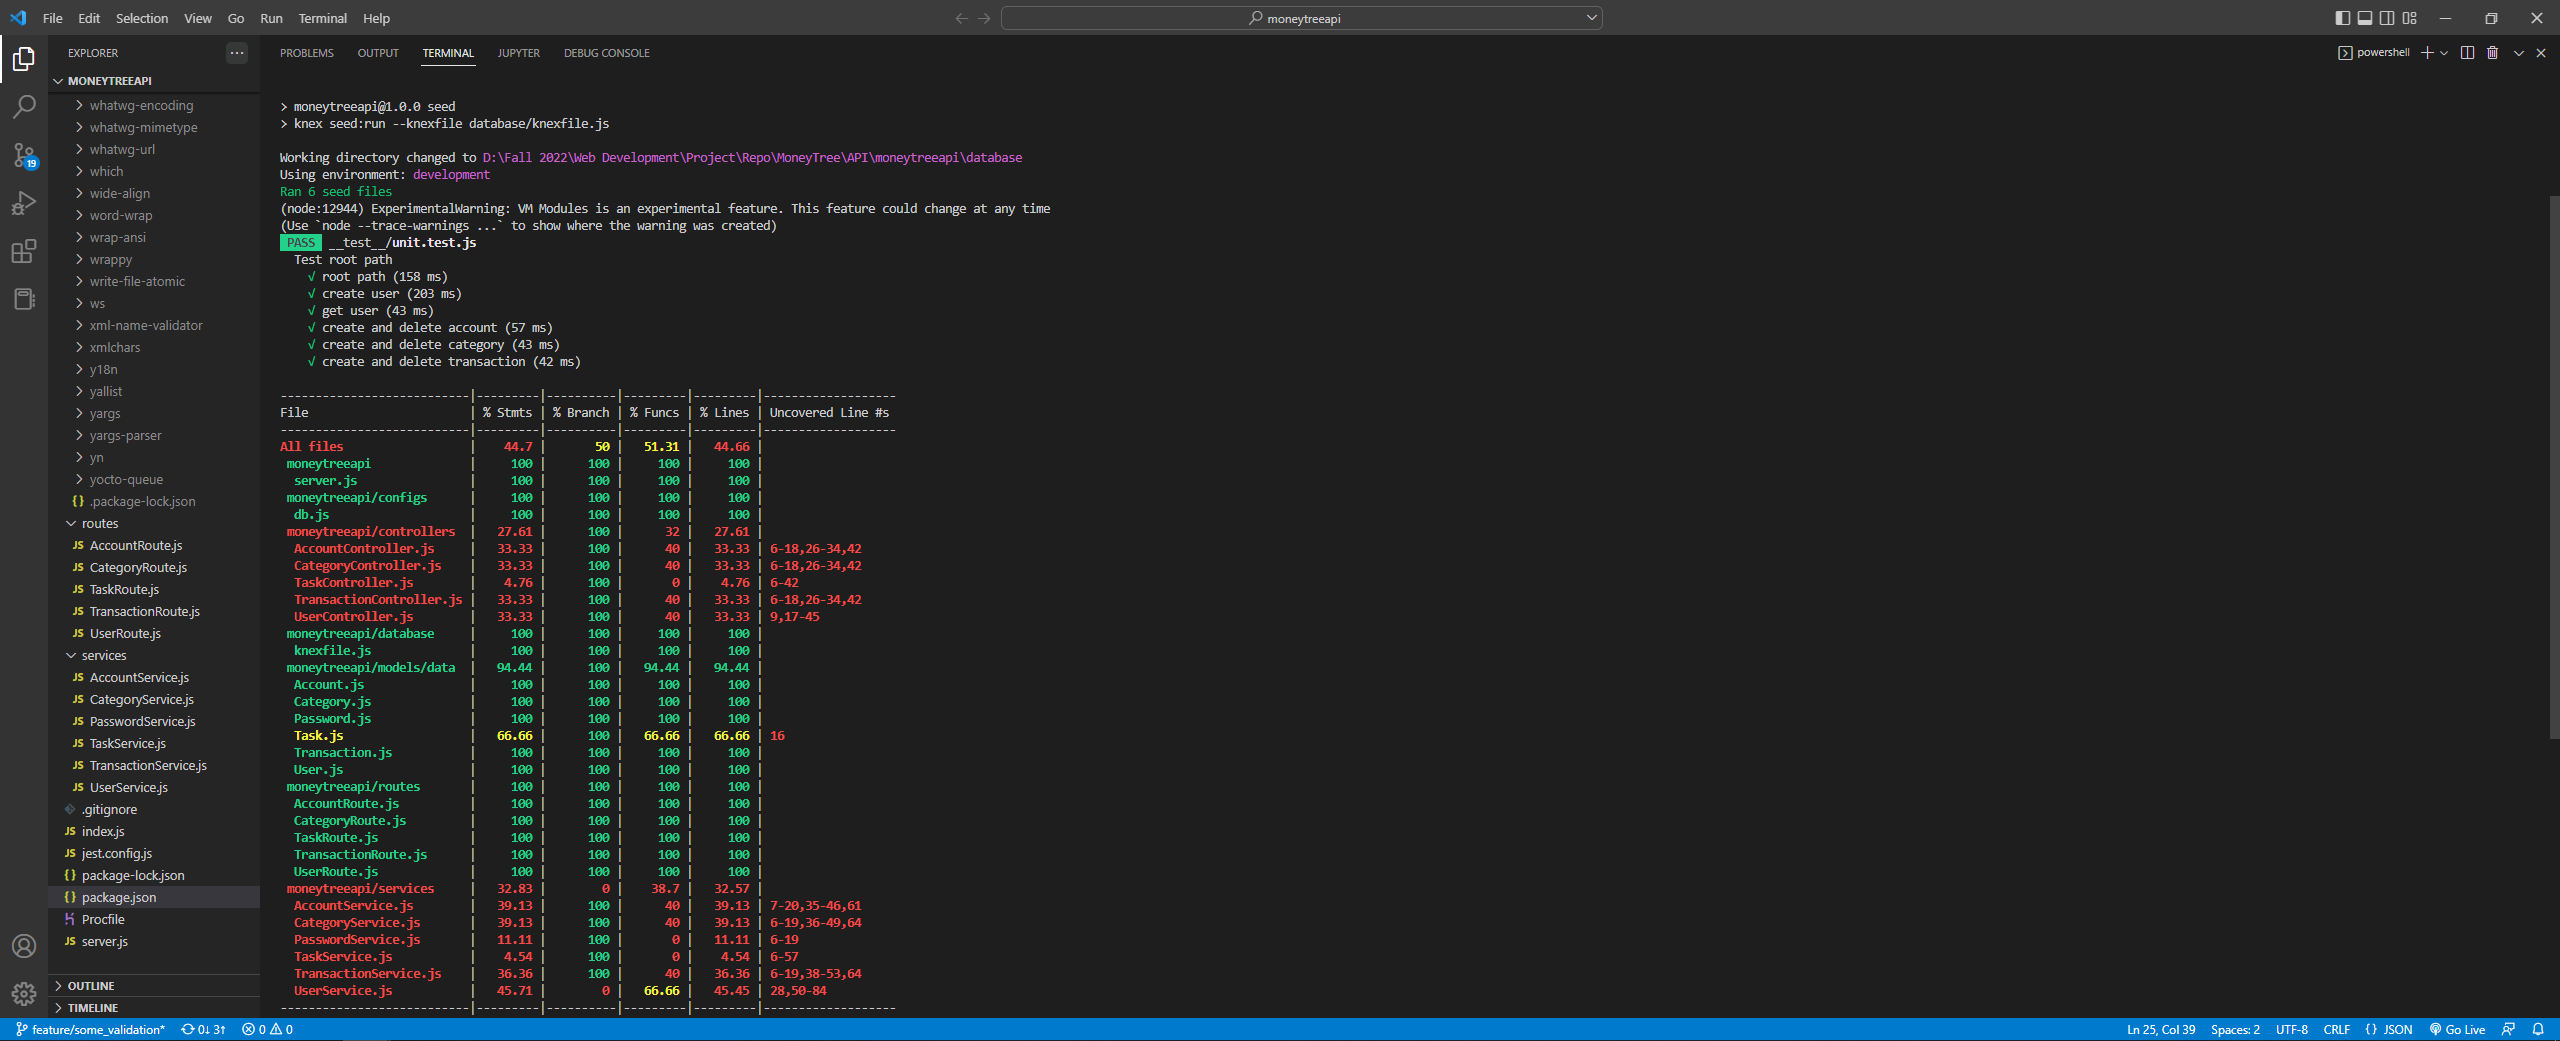 File Edit Selection View Go Run Terminal Help
moneytreeapi
EXPLORER
MONEYTREEAPI
whatwg-encoding
whatwg-mimetype
whatwg-url
which
wide-align
word-wrap
wrap-ansi
wrappy
write-file-atomic
ws
xml-name-validator
xmlchars
y18n
yallist
yargs
yargs-parser
yn
yocto-queue
{} .package-lock.json
routes
JS AccountRoute.js
JS CategoryRoute.js
JS TaskRoute.js
JS TransactionRoute.js
JS UserRoute.js
services
JS AccountService.js
JS CategoryService.js
JS PasswordService.js
JS TaskService.js
JS TransactionService.js
JS UserService.js
.gitignore
JS index.js
JS jest.config.js
{} package-lock.json
{} package.json
Procfile
JS server.js
OUTLINE
TIMELINE
19
PROBLEMS OUTPUT TERMINAL JUPYTER DEBUG CONSOLE
powershell
> moneytreeapi@1.0.0 seed
> knex seed:run --knexfile database/knexfile.js
Working directory changed to D:\Fall 2022\Web Development\Project\Repo\MoneyTree\API\moneytreeapi\database
Using environment: development
Ran 6 seed files
(node:12944) ExperimentalWarning: VM Modules is an experimental feature. This feature could change at any time
(Use `node --trace-warnings ...` to show where the warning was created)
PASS __test__/unit.test.js
Test root path
√ root path (158 ms)
√ create user (203 ms)
√ get user (43 ms)
√ create and delete account (57 ms)
√ create and delete category (43 ms)
√ create and delete transaction (42 ms)
---------------------------|---------|----------|---------|---------|-------------------
File | % Stmts | % Branch | % Funcs | % Lines | Uncovered Line #s
---------------------------|---------|----------|---------|---------|-------------------
All files | 44.7 | 50 | 51.31 | 44.66 |
moneytreeapi | 100 | 100 | 100 | 100 |
server.js | 100 | 100 | 100 | 100 |
moneytreeapi/configs | 100 | 100 | 100 | 100 |
db.js | 100 | 100 | 100 | 100 |
moneytreeapi/controllers | 27.61 | 100 | 32 | 27.61 |
AccountController.js | 33.33 | 100 | 40 | 33.33 | 6-18,26-34,42
CategoryController.js | 33.33 | 100 | 40 | 33.33 | 6-18,26-34,42
TaskController.js | 4.76 | 100 | 0 | 4.76 | 6-42
TransactionController.js | 33.33 | 100 | 40 | 33.33 | 6-18,26-34,42
UserController.js | 33.33 | 100 | 40 | 33.33 | 9,17-45
moneytreeapi/database | 100 | 100 | 100 | 100 |
knexfile.js | 100 | 100 | 100 | 100 |
moneytreeapi/models/data | 94.44 | 100 | 94.44 | 94.44 |
Account.js | 100 | 100 | 100 | 100 |
Category.js | 100 | 100 | 100 | 100 |
Password.js | 100 | 100 | 100 | 100 |
Task.js | 66.66 | 100 | 66.66 | 66.66 | 16
Transaction.js | 100 | 100 | 100 | 100 |
User.js | 100 | 100 | 100 | 100 |
moneytreeapi/routes | 100 | 100 | 100 | 100 |
AccountRoute.js | 100 | 100 | 100 | 100 |
CategoryRoute.js | 100 | 100 | 100 | 100 |
TaskRoute.js | 100 | 100 | 100 | 100 |
TransactionRoute.js | 100 | 100 | 100 | 100 |
UserRoute.js | 100 | 100 | 100 | 100 |
moneytreeapi/services | 32.83 | 0 | 38.7 | 32.57 |
AccountService.js | 39.13 | 100 | 40 | 39.13 | 7-20,35-46,61
CategoryService.js | 39.13 | 100 | 40 | 39.13 | 6-19,36-49,64
PasswordService.js | 11.11 | 100 | 0 | 11.11 | 6-19
TaskService.js | 4.54 | 100 | 0 | 4.54 | 6-57
TransactionService.js | 36.36 | 100 | 40 | 36.36 | 6-19,38-53,64
UserService.js | 45.71 | 0 | 66.66 | 45.45 | 28,50-84
---------------------------|---------|----------|---------|---------|-------------------
feature/some_validation* 0↓ 3↑ 0 0
Ln 25, Col 39 Spaces: 2 UTF-8 CRLF {} JSON Go Live